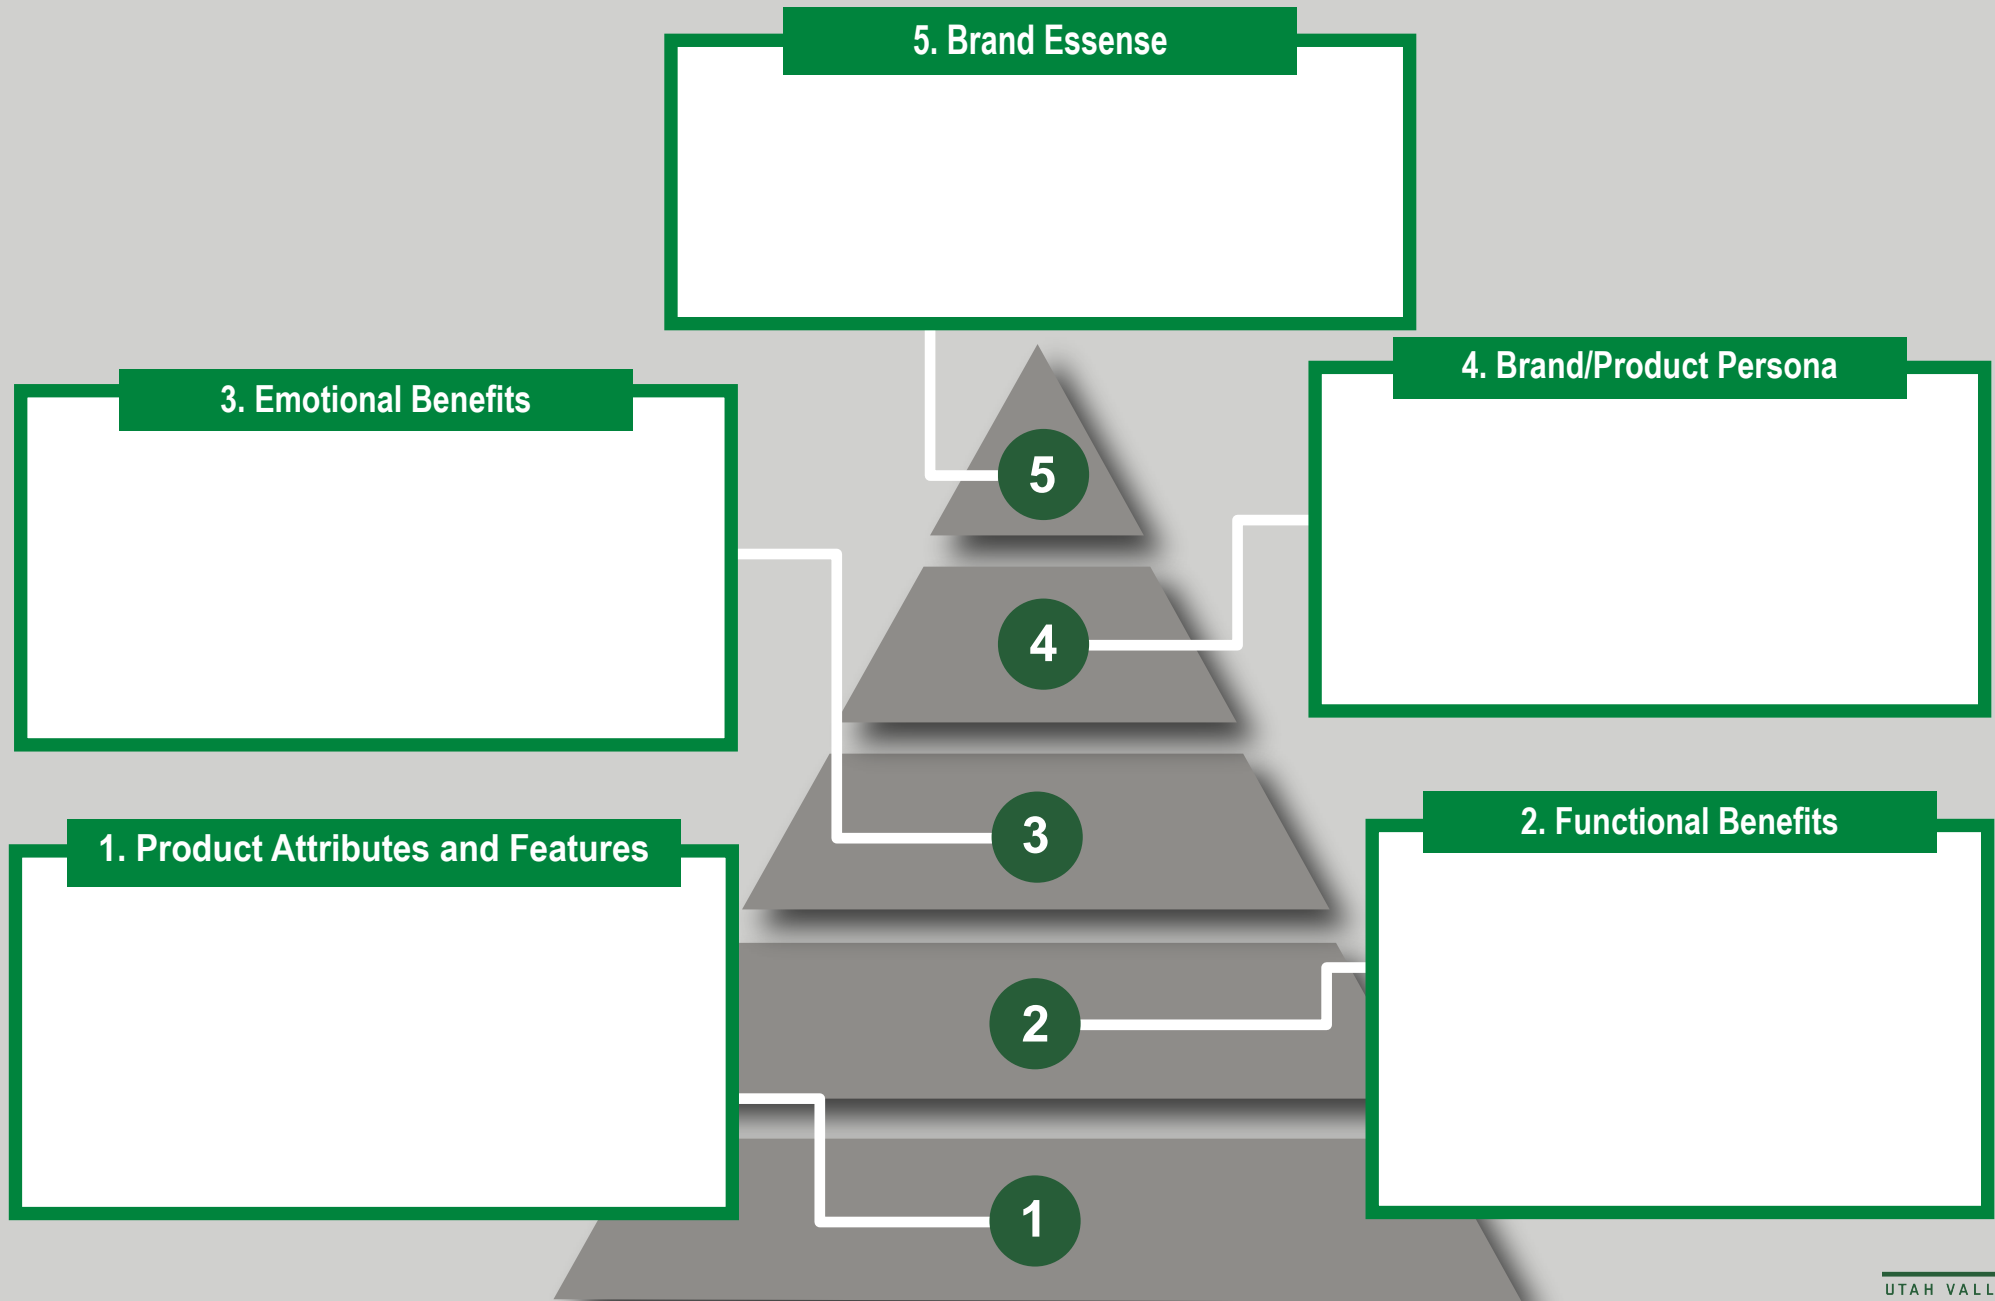 5. Brand Essense
3. Emotional Benefits
4. Brand/Product Persona
5
4
3
1. Product Attributes and Features
2. Functional Benefits
2
1
UTAH VALL